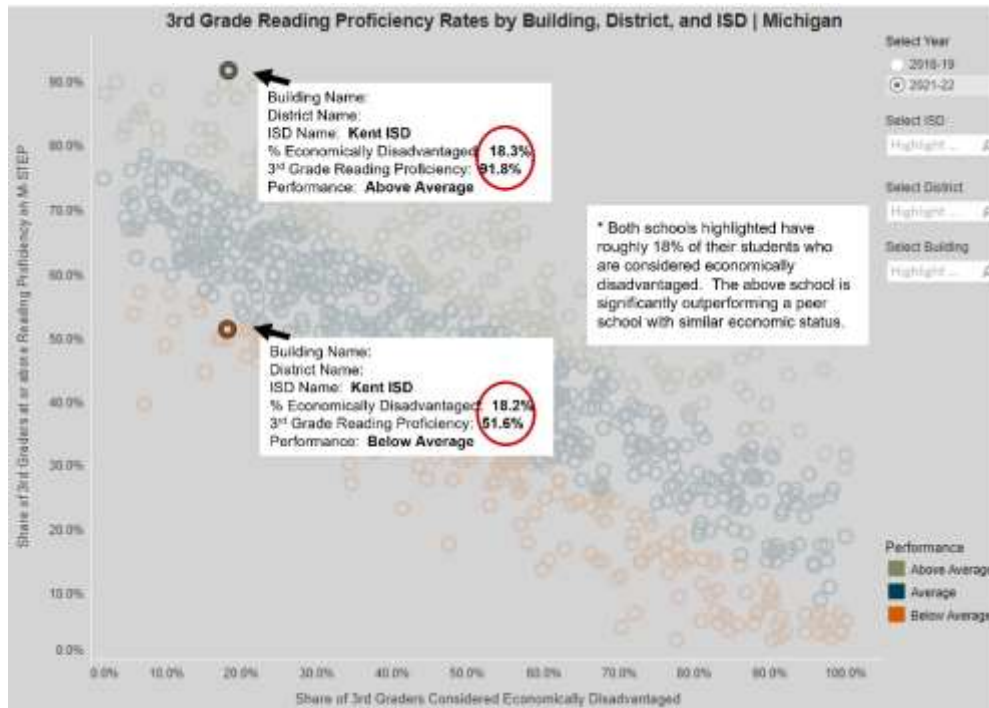 3rd Grade Reading Proficiency Rates by Building, District, and ISD | Michigan
Select Year
2018-19
2021-22
Select ISD
Highlight ...
Select District
Highlight ...
Select Building
Highlight ...
Building Name:
District Name:
ISD Name: Kent ISD
% Economically Disadvantaged: 18.3%
3rd Grade Reading Proficiency: 91.8%
Performance: Above Average
* Both schools highlighted have
roughly 18% of their students who
are considered economically
disadvantaged. The above school is
significantly outperforming a peer
school with similar economic status.
Building Name:
District Name:
ISD Name: Kent ISD
% Economically Disadvantaged: 18.2%
3rd Grade Reading Proficiency: 51.6%
Performance: Below Average
Share of 3rd Graders at or above Reading Proficiency on M-STEP
90.0%
80.0%
70.0%
60.0%
50.0%
40.0%
30.0%
20.0%
10.0%
0.0%
0.0% 10.0% 20.0% 30.0% 40.0% 50.0% 60.0% 70.0% 80.0% 90.0% 100.0%
Share of 3rd Graders Considered Economically Disadvantaged
Performance
Above Average
Average
Below Average